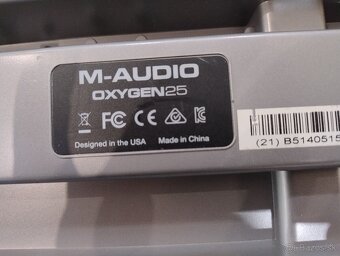 M-AUDIO
OXYGEN25
FC CE
Designed in the USA Made in China
(21) B5140515